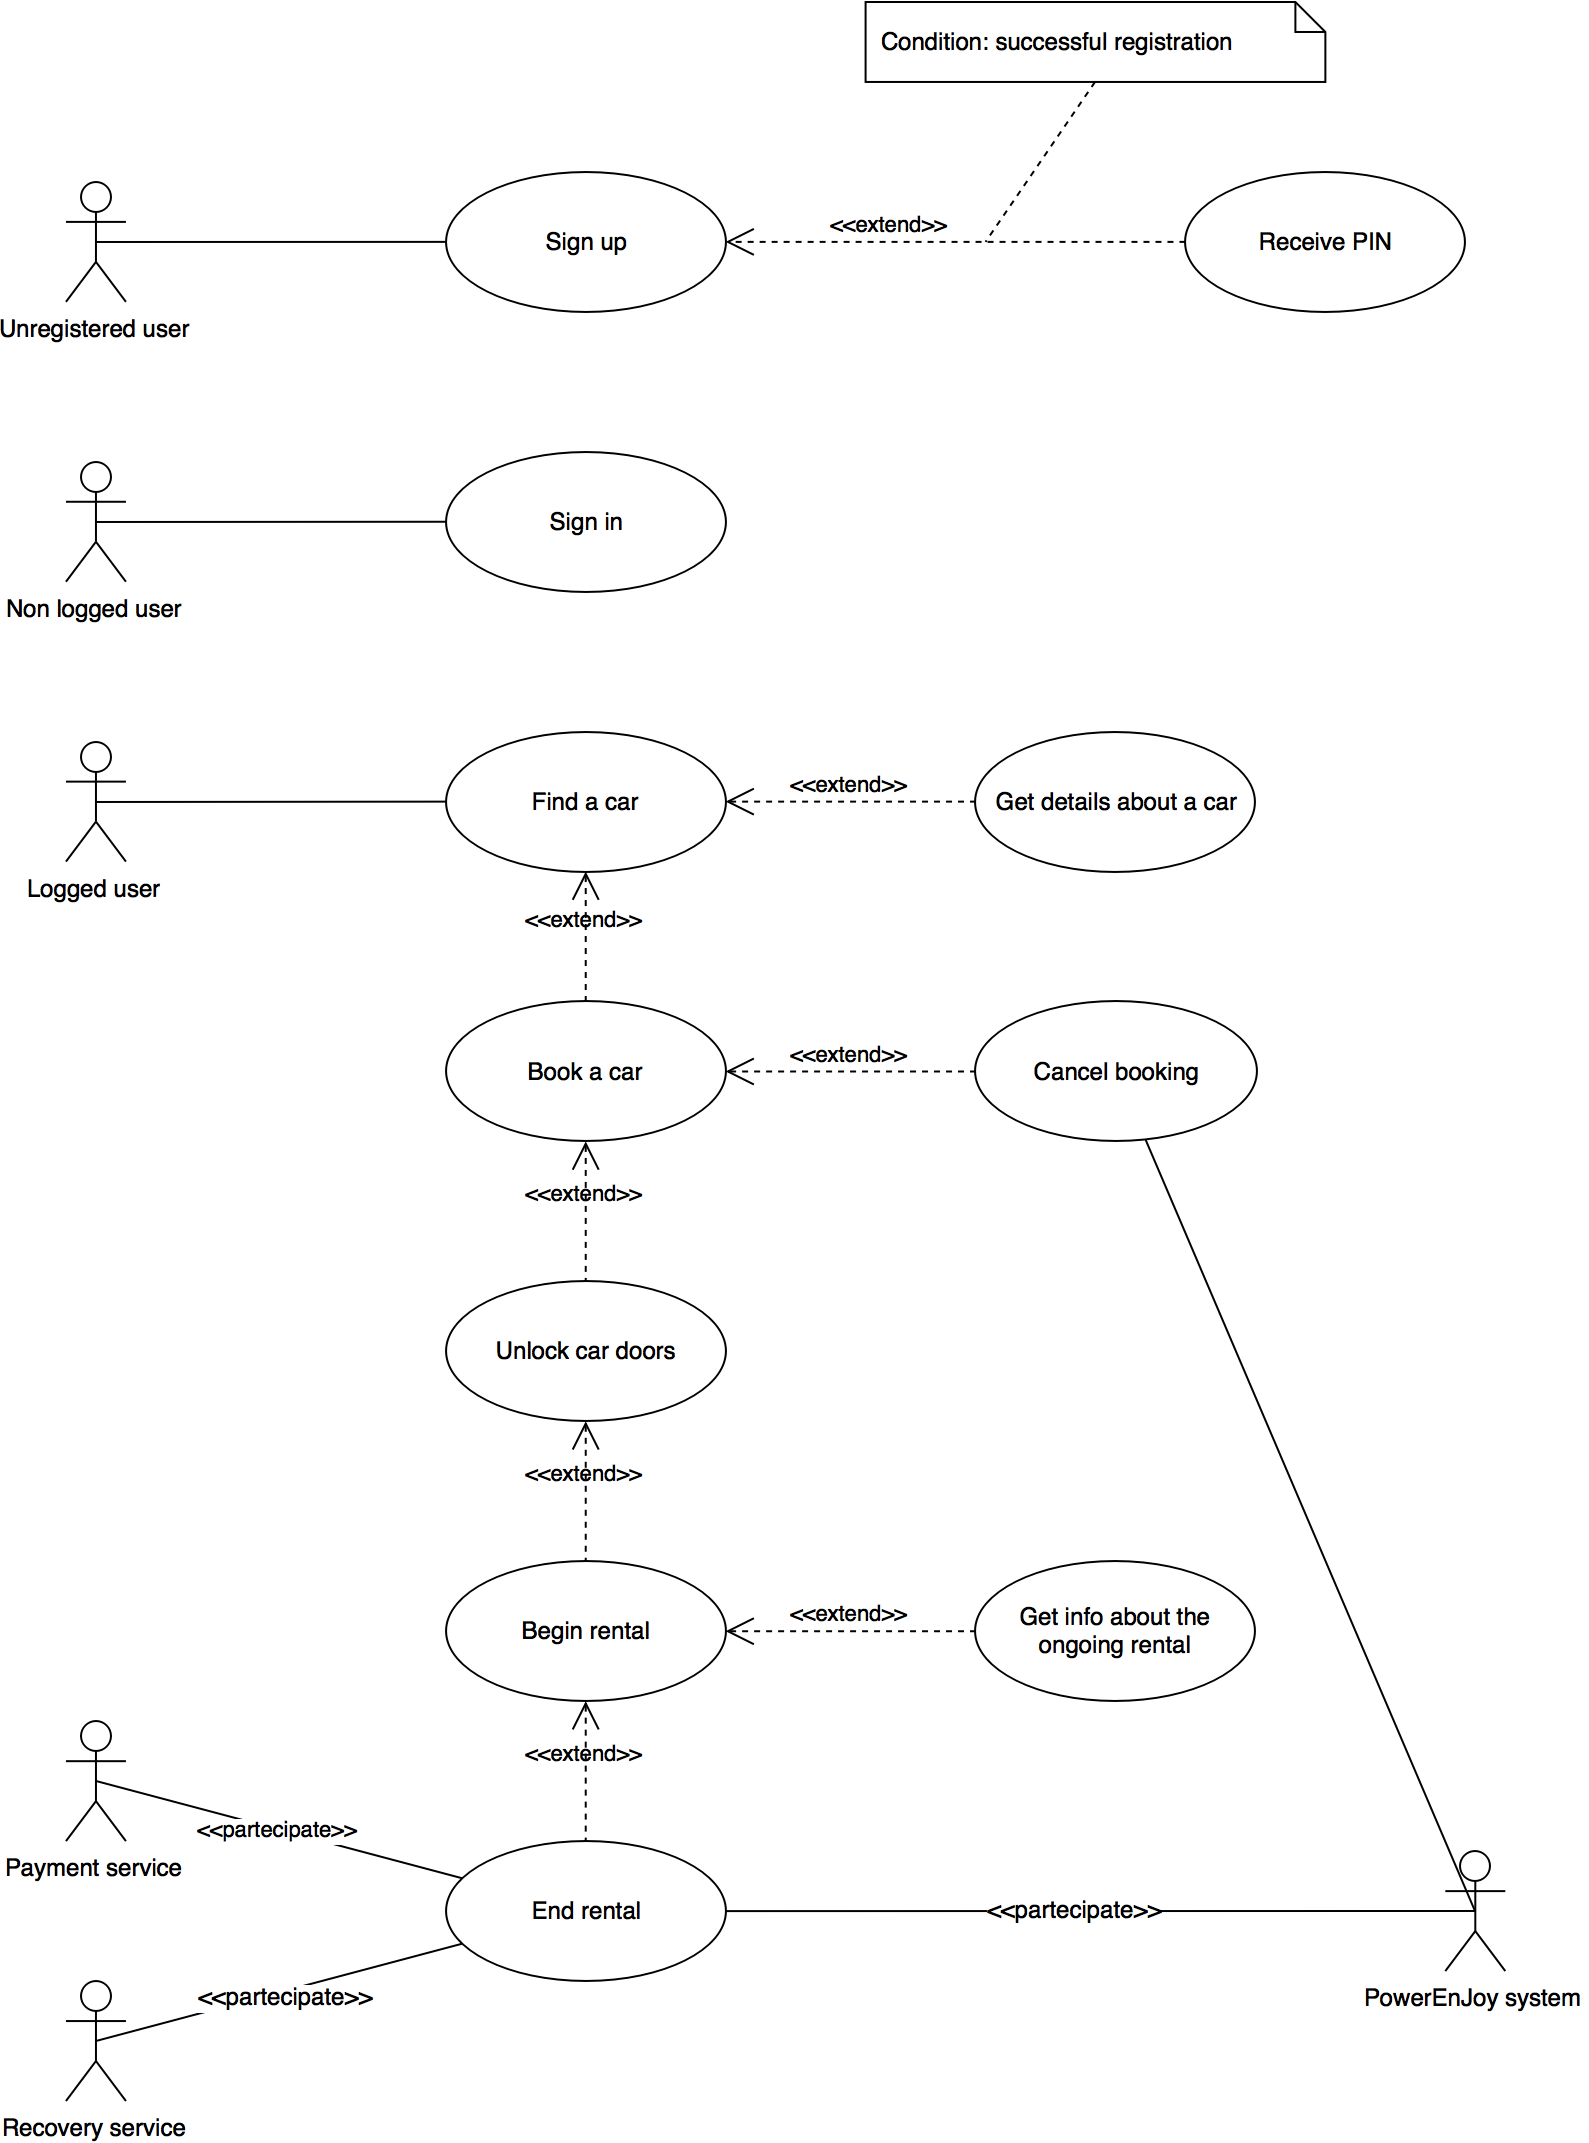 Condition: successful registration
<<extend>>
Sign up
Receive PIN
Unregistered user
Sign in
Non logged user
<<extend>>
Find a car
Get details about a car
Logged user
<<extend>>
<<extend>>
Book a car
Cancel booking
<<extend>>
Unlock car doors
<<extend>>
<<extend>>
Begin rental
Get info about the
ongoing rental
<<extend>>
<<partecipate>>
Payment service
End rental
<<partecipate>>
<<partecipate>>
PowerEnJoy system
Recovery service